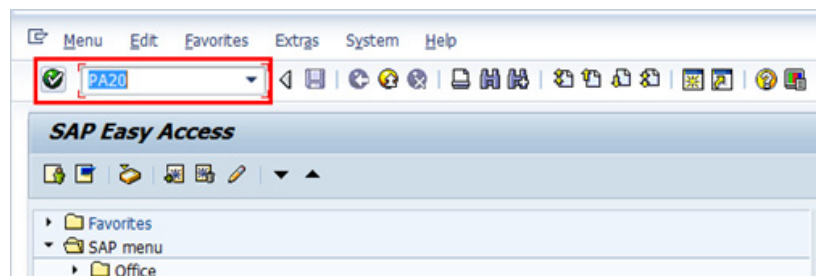 Menu Edit Favorites Extras System Help
PA20
SAP Easy Access
Favorites
SAP menu
Office